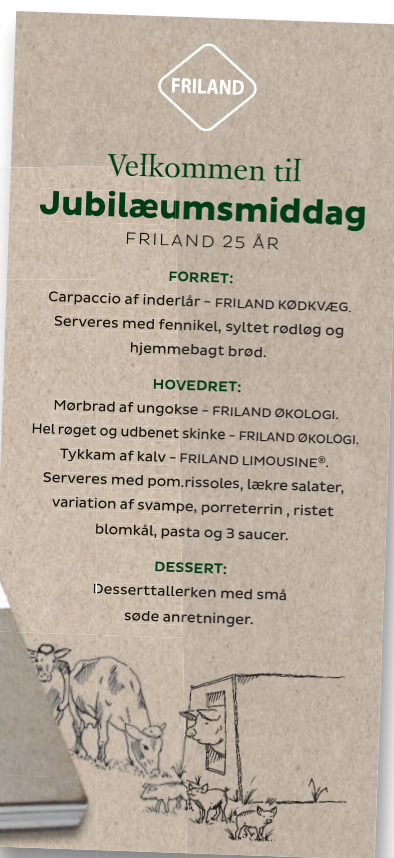 FRILAND
Velkommen til
Jubilæumsmiddag
FRILAND 25 ÅR
FORRET:
Carpaccio af inderlår – FRILAND KØDKVÆG.
Serveres med fennikel, syltet rødløg og
hjemmebagt brød.
HOVEDRET:
Mørbrad af ungokse – FRILAND ØKOLOGI.
Hel røget og udbenet skinke – FRILAND ØKOLOGI.
Tykkam af kalv – FRILAND LIMOUSINE®.
Serveres med pom.rissoles, lækre salater,
variation af svampe, porreterrin , ristet
blomkål, pasta og 3 saucer.
DESSERT:
Desserttallerken med små
søde anretninger.